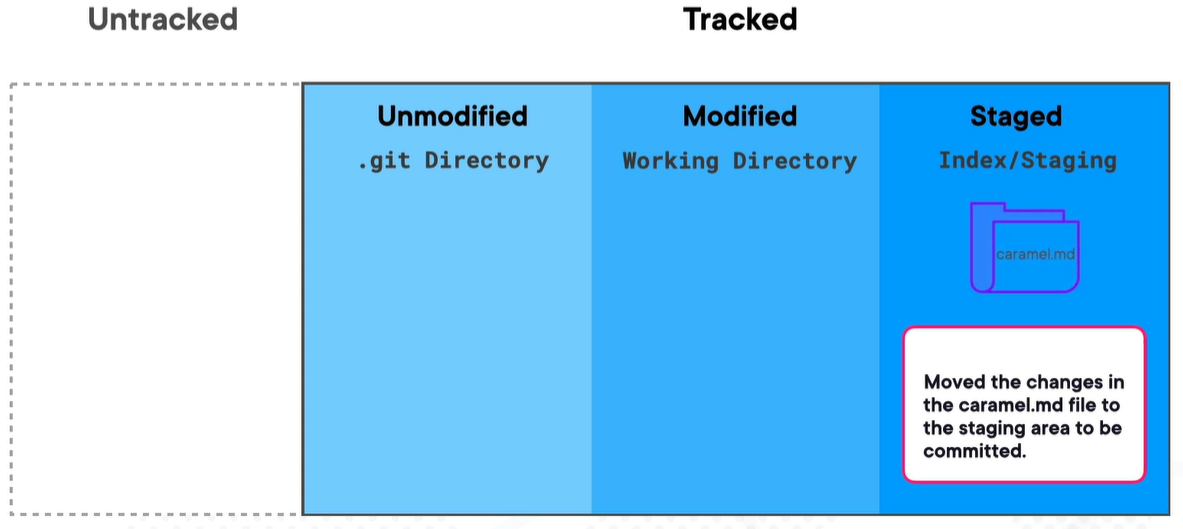 Untracked
Tracked
Unmodified
.git Directory
Modified
Working Directory
Staged
Index/Staging
caramel.md
Moved the changes in
the caramel.md file to
the staging area to be
committed.